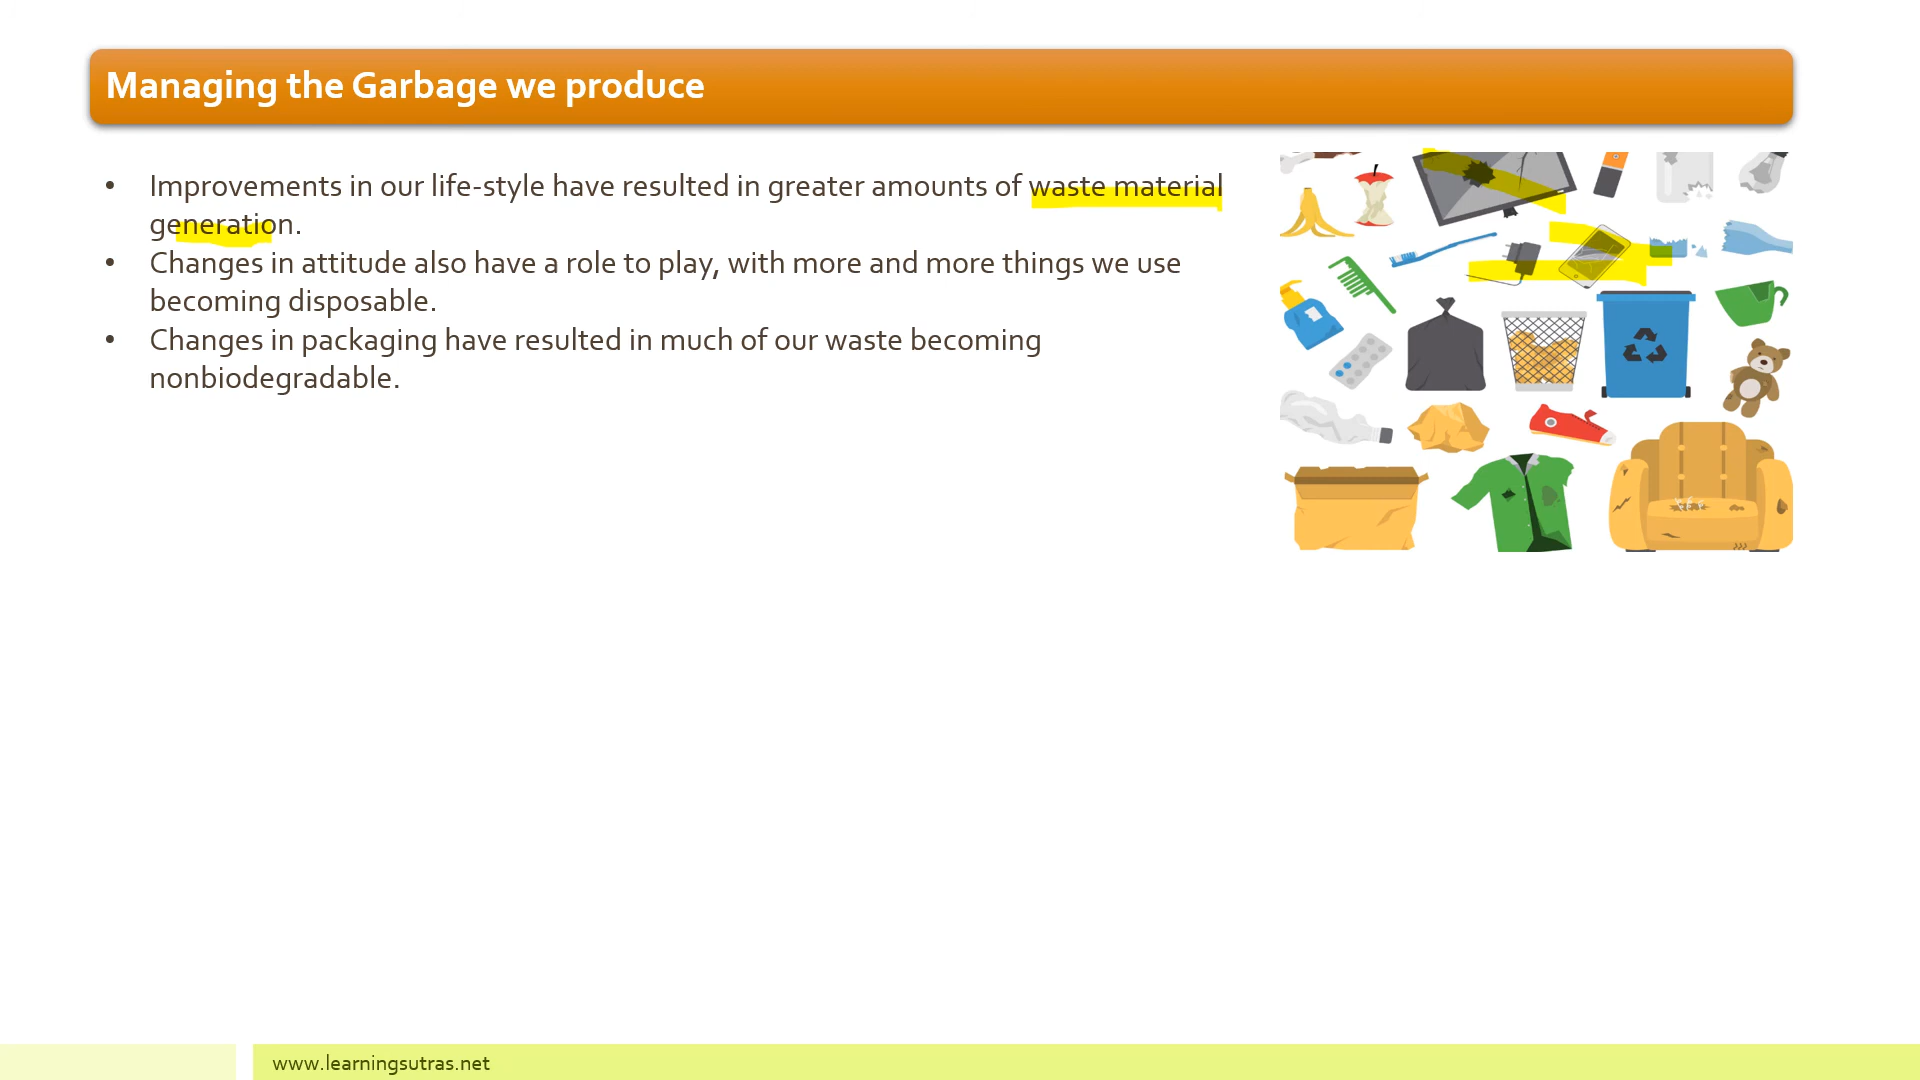 Managing the Garbage we produce
• Improvements in our life-style have resulted in greater amounts of waste material
generation.
• Changes in attitude also have a role to play, with more and more things we use
becoming disposable.
• Changes in packaging have resulted in much of our waste becoming
nonbiodegradable.
www.learningsutras.net